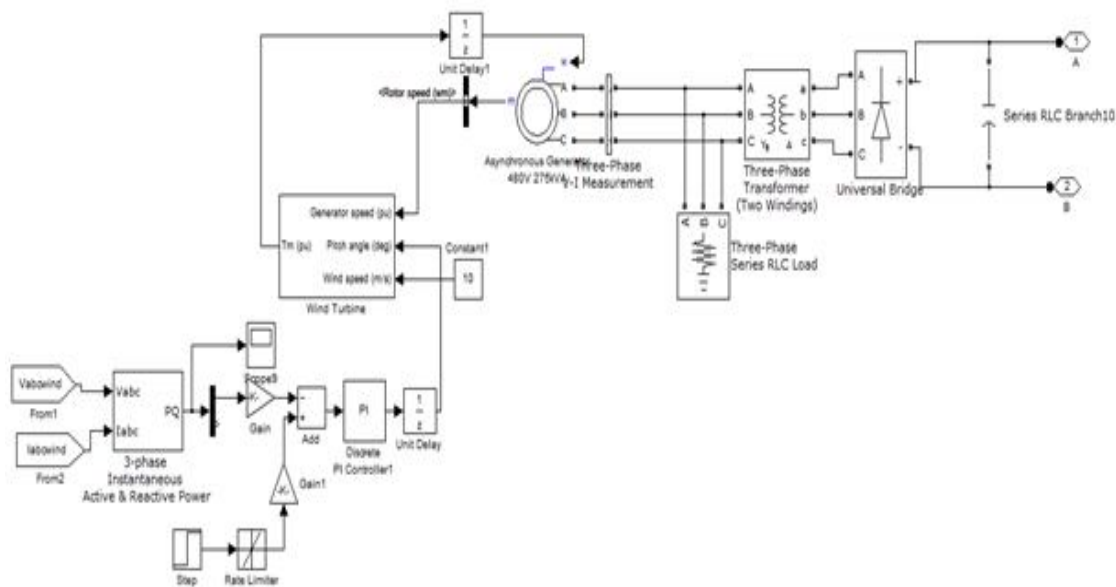 1
z
Unit Delay1
<Rotor speed (wm)>
m
A
B
C
Asynchronous Generator
480V 275kVA
Three-Phase
V-I Measurement
A
B
C
a
b
c
Three-Phase
Transformer
(Two Windings)
A
B
C
+
-
Universal Bridge
Series RLC Branch10
1
A
2
B
A
B
C
Three-Phase
Series RLC Load
Generator speed (pu)
Tm (pu)
Pitch angle (deg)
Wind speed (m/s)
Wind Turbine
Constant1
10
Scope9
Vabcwind
From1
Iabcwind
From2
Vabc
Iabc
PQ
3-phase
Instantaneous
Active & Reactive Power
-K-
Gain
-
+
Add
PI
Discrete
PI Controller1
1
z
Unit Delay
-K-
Gain1
Step
Rate Limiter